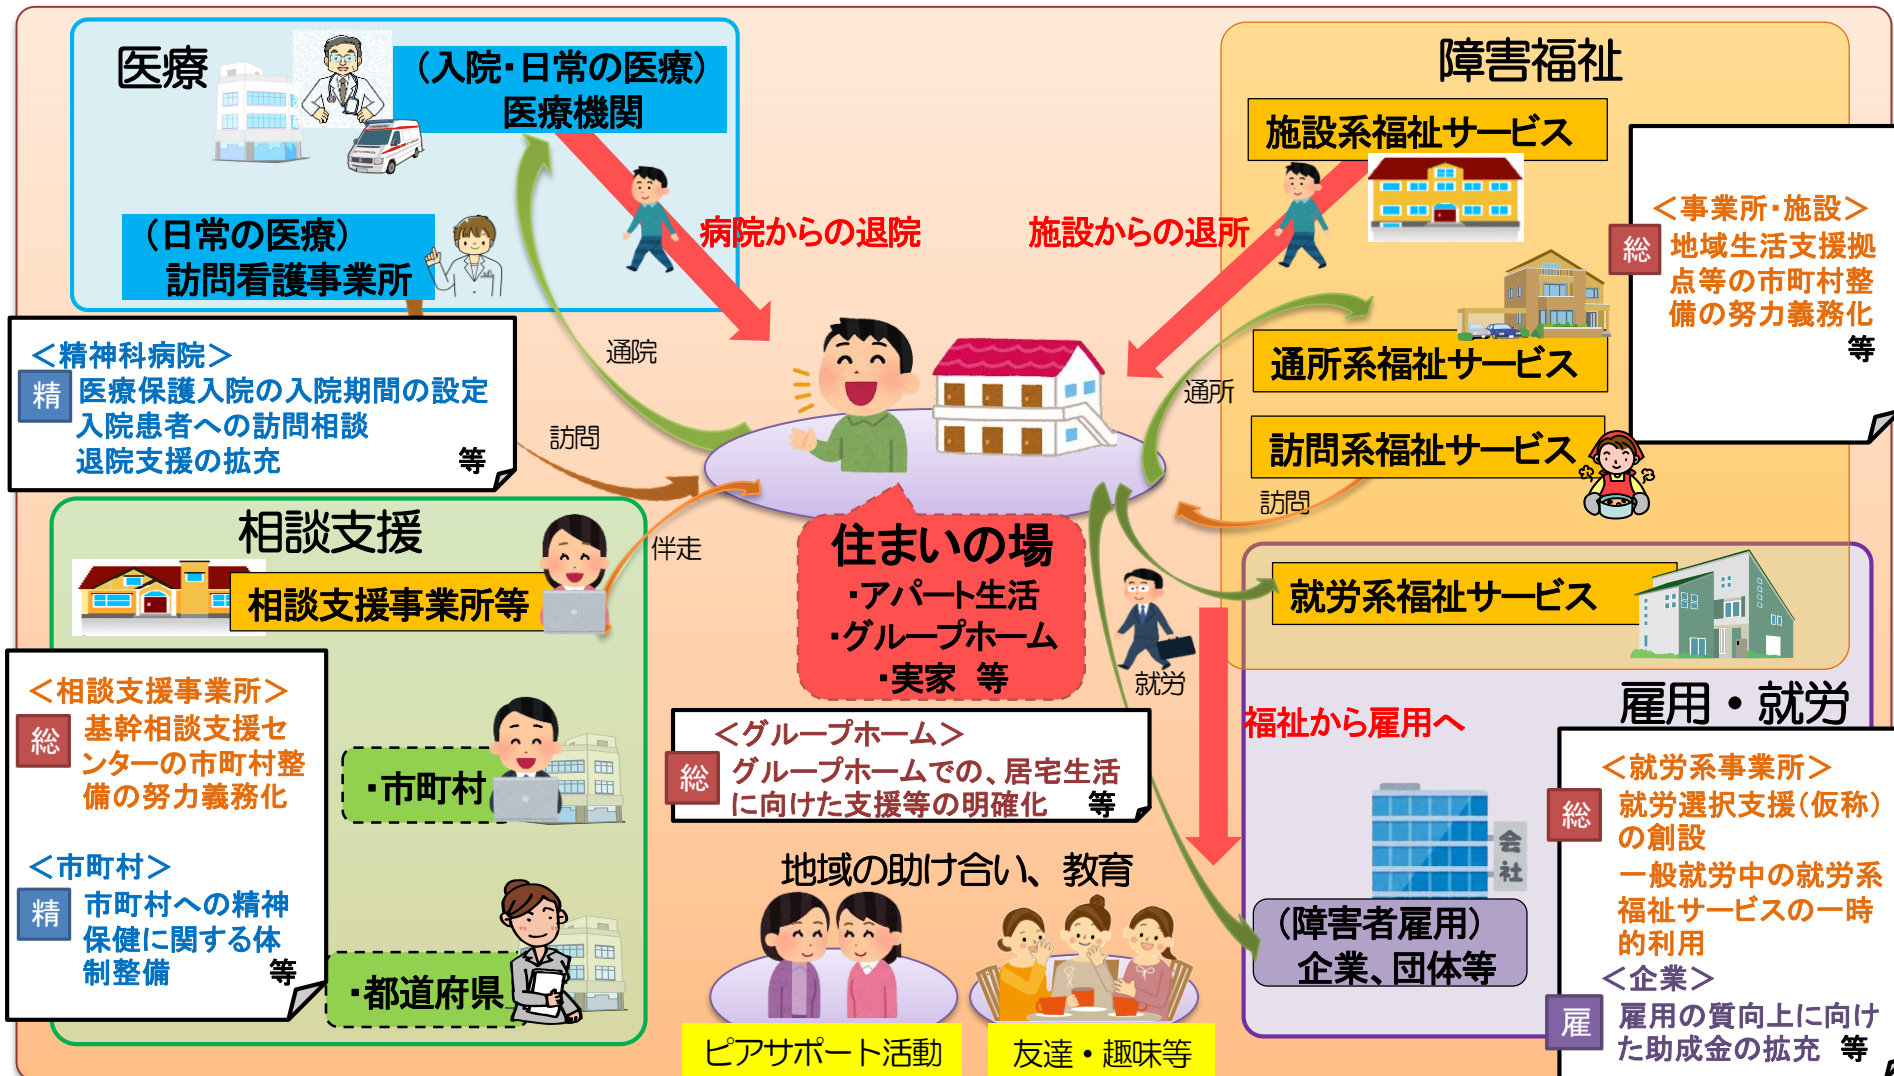 医療
（入院・日常の医療）
医療機関
（日常の医療）
訪問看護事業所
＜精神科病院＞
精
医療保護入院の入院期間の設定
入院患者への訪問相談
退院支援の拡充
等
病院からの退院
施設からの退所
通院
訪問
伴走
通所
訪問
就労
障害福祉
施設系福祉サービス
通所系福祉サービス
訪問系福祉サービス
就労系福祉サービス
＜事業所・施設＞
総
地域生活支援拠
点等の市町村整
備の努力義務化
等
住まいの場
・アパート生活
・グループホーム
・実家　等
相談支援
相談支援事業所等
・市町村
・都道府県
＜相談支援事業所＞
総
基幹相談支援セ
ンターの市町村整
備の努力義務化
＜市町村＞
精
市町村への精神
保健に関する体
制整備
等
＜グループホーム＞
総
グループホームでの、居宅生活
に向けた支援等の明確化
等
地域の助け合い、教育
ピアサポート活動
友達・趣味等
雇用・就労
福祉から雇用へ
会
社
（障害者雇用）
企業、団体等
＜就労系事業所＞
総
就労選択支援（仮称）
の創設
一般就労中の就労系
福祉サービスの一時
的利用
＜企業＞
雇
雇用の質向上に向け
た助成金の拡充　等